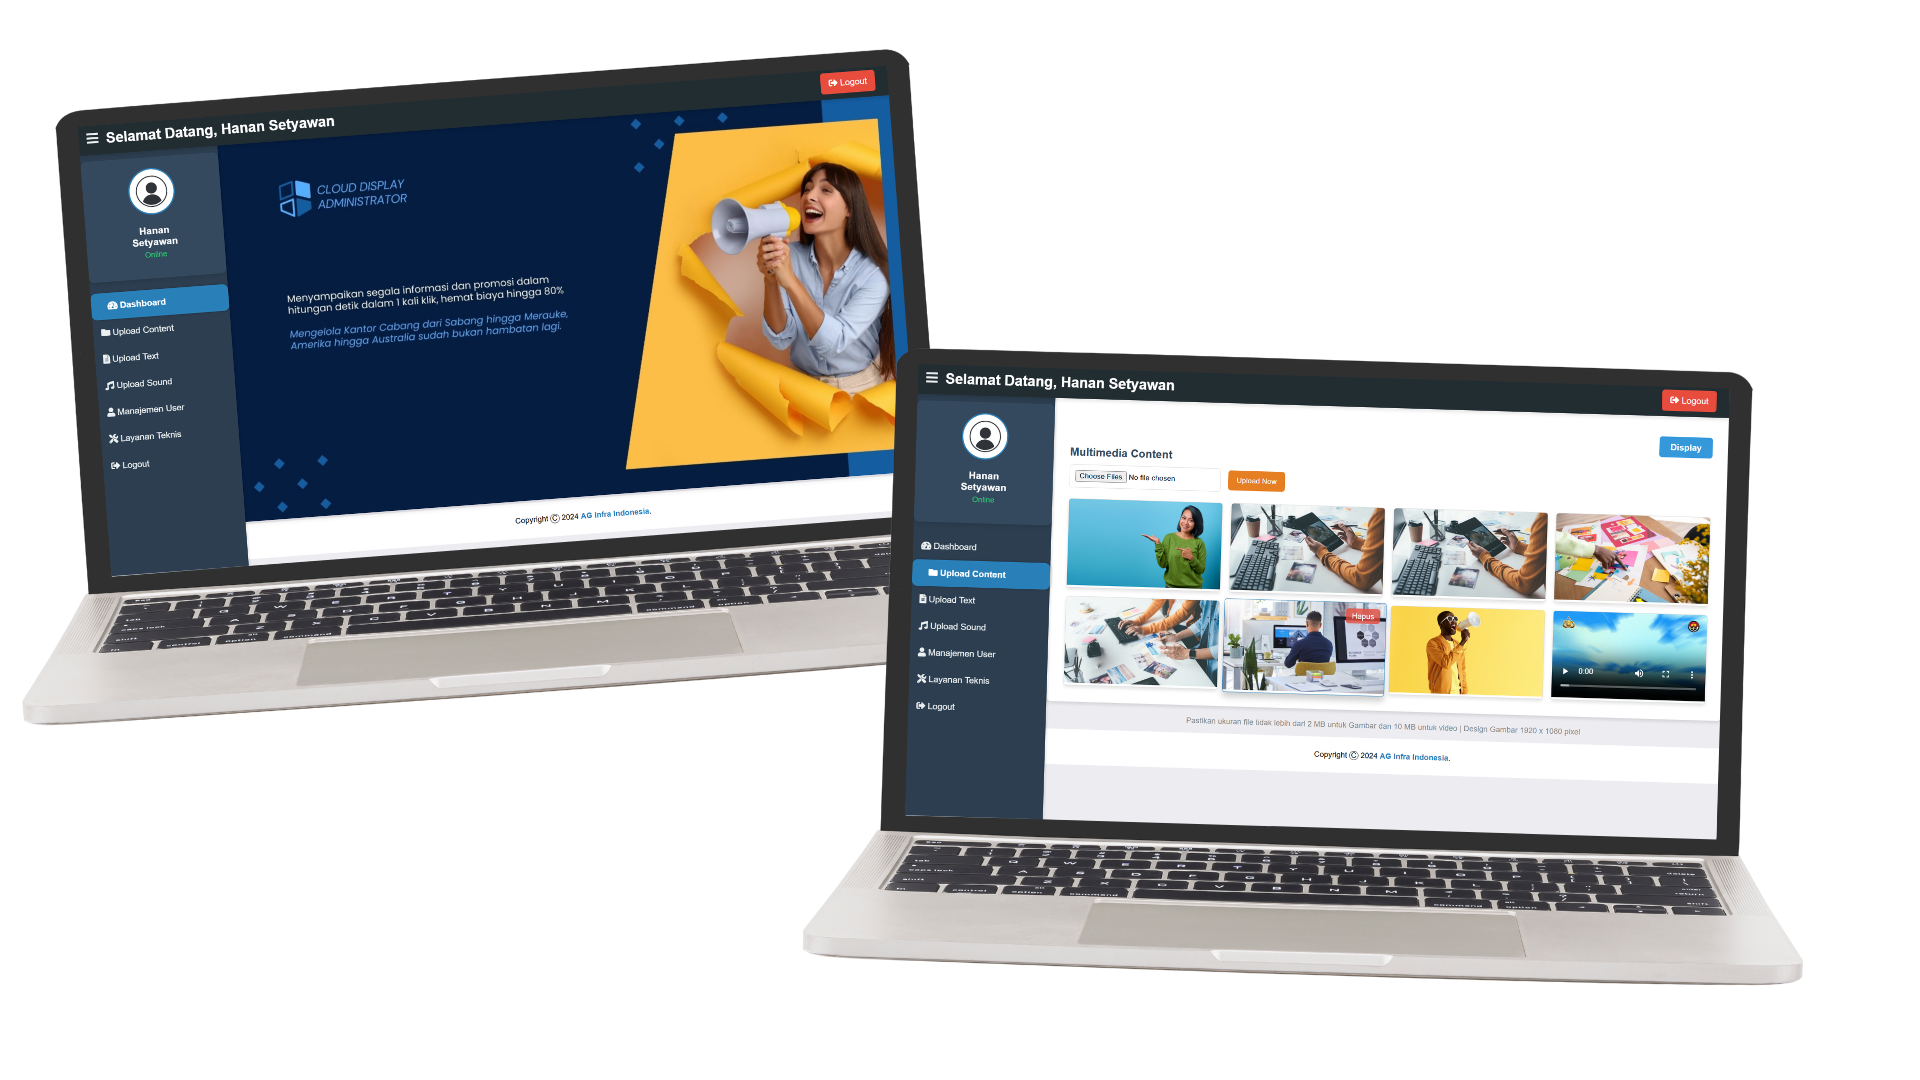 Selamat Datang, Hanan Setyawan
Logout
Hanan
Setyawan
Online
Dashboard
Upload Content
Upload Text
Upload Sound
Manajemen User
Layanan Teknis
Logout
CLOUD DISPLAY
ADMINISTRATOR
Menyampaikan segala informasi dan promosi dalam
hitungan detik dalam 1 kali klik, hemat biaya hingga 80%
Mengelola Kantor Cabang dari Sabang hingga Merauke,
Amerika hingga Australia sudah bukan hambatan lagi.
Copyright © 2024 AG Infra Indonesia.
Selamat Datang, Hanan Setyawan
Logout
Hanan
Setyawan
Online
Dashboard
Upload Content
Upload Text
Upload Sound
Manajemen User
Layanan Teknis
Logout
Display
Multimedia Content
Choose Files No file chosen
Upload Now
Hapus
0:00
Pastikan ukuran file tidak lebih dari 2 MB untuk Gambar dan 10 MB untuk video | Design Gambar 1920 x 1080 pixel
Copyright © 2024 AG Infra Indonesia.